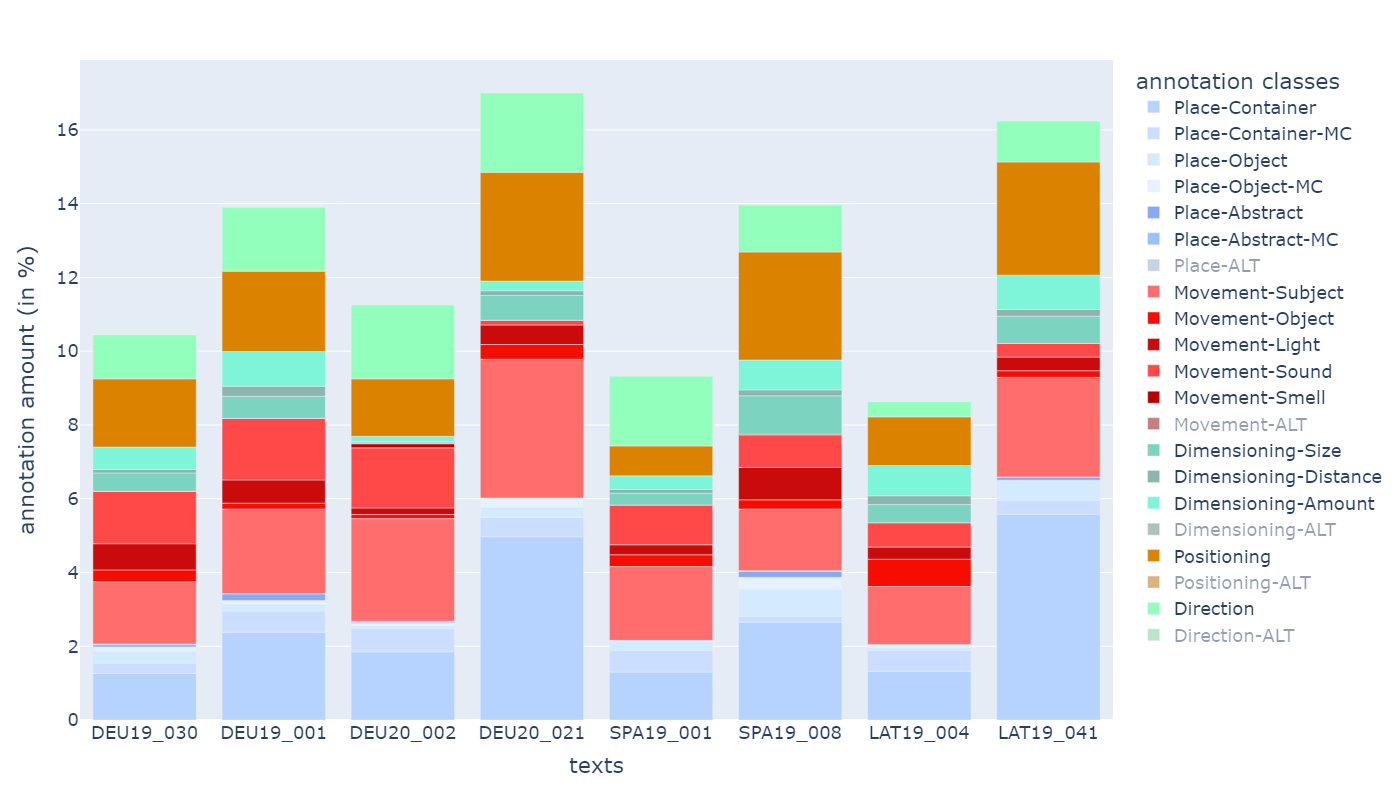 annotation amount (in %)
16
14
12
10
8
6
4
2
0
DEU19_030
DEU19_001
DEU20_002
DEU20_021
SPA19_001
SPA19_008
LAT19_004
LAT19_041
texts
annotation classes
Place-Container
Place-Container-MC
Place-Object
Place-Object-MC
Place-Abstract
Place-Abstract-MC
Place-ALT
Movement-Subject
Movement-Object
Movement-Light
Movement-Sound
Movement-Smell
Movement-ALT
Dimensioning-Size
Dimensioning-Distance
Dimensioning-Amount
Dimensioning-ALT
Positioning
Positioning-ALT
Direction
Direction-ALT